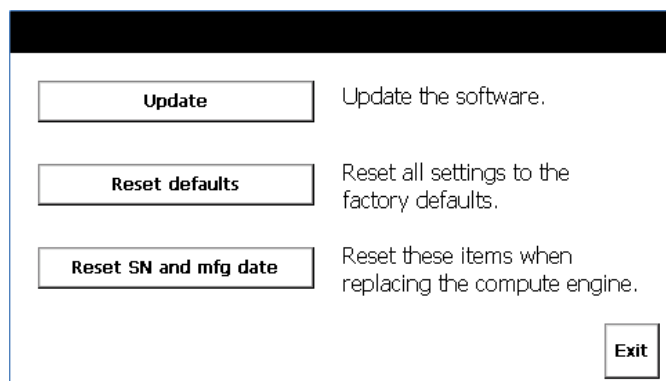 Update
Update the software.
Reset defaults
Reset all settings to the
factory defaults.
Reset SN and mfg date
Reset these items when
replacing the compute engine.
Exit